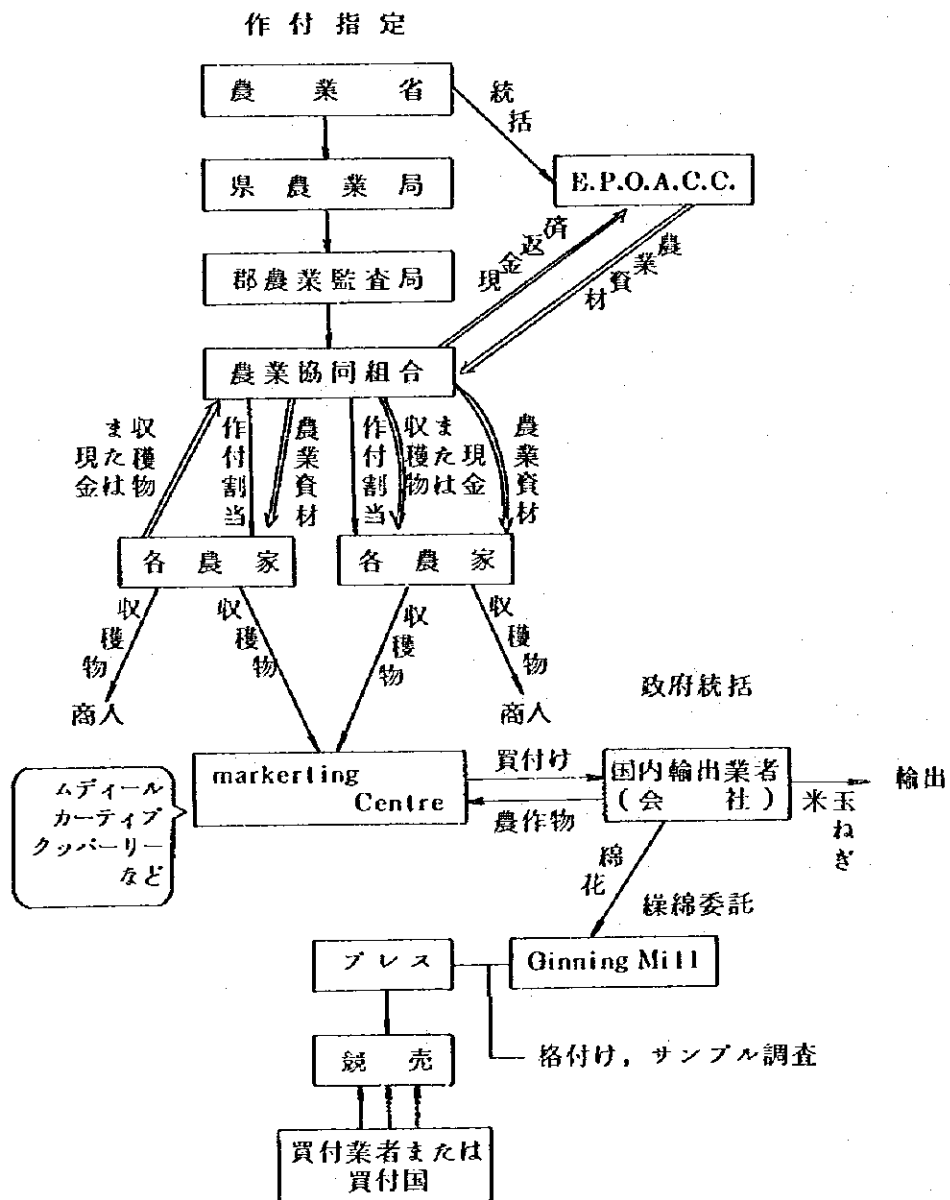 作付指定
農業省
統括
県農業局
E.P.O.A.C.C.
郡農業監査局
現金返済
農業資材
農業協同組合
収穫物
または
現金
作付割当
農業資材
作付割当
収穫物
または
現金
農業資材
各農家
各農家
収穫物
収穫物
収穫物
収穫物
商人
商人
政府統括
markerting
Centre
買付け
農作物
国内輸出業者
(会社)
輸出
米玉ねぎ
ムディール
カーティブ
クッパーリー
など
綿花
繰綿委託
プレス
Ginning Mill
格付け,サンプル調査
競売
買付業者または
買付国